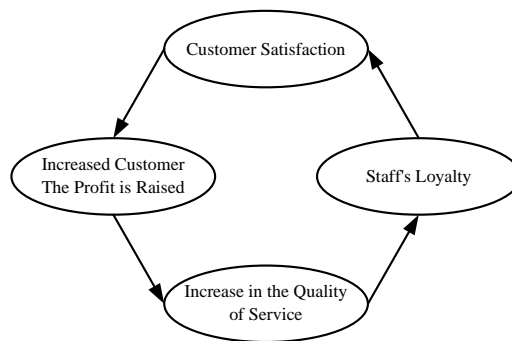 Customer Satisfaction
Increased Customer
The Profit is Raised
Staff's Loyalty
Increase in the Quality
of Service